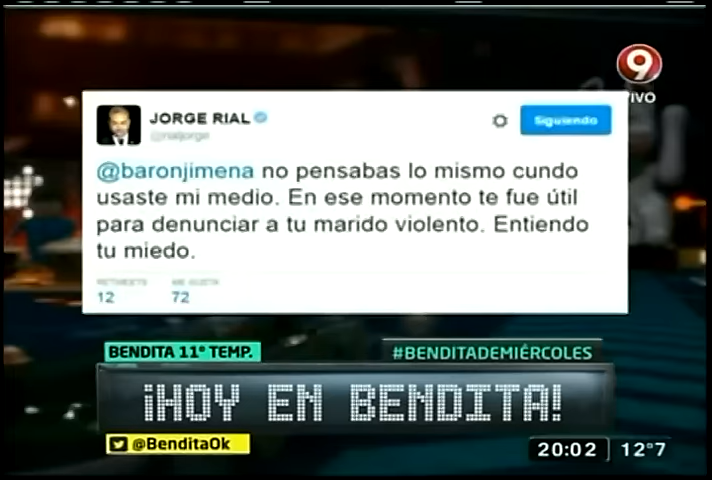 9
VIVO
JORGE RIAL
@rialjorge
Siguiendo
@baronjimena no pensabas lo mismo cundo
usaste mi medio. En ese momento te fue útil
para denunciar a tu marido violento. Entiendo
tu miedo.
RETWEETS ME GUSTA
12 72
BENDITA 11° TEMP.
#BENDITADEMIÉRCOLES
¡HOY EN BENDITA!
@BenditaOk
20:02 12°7